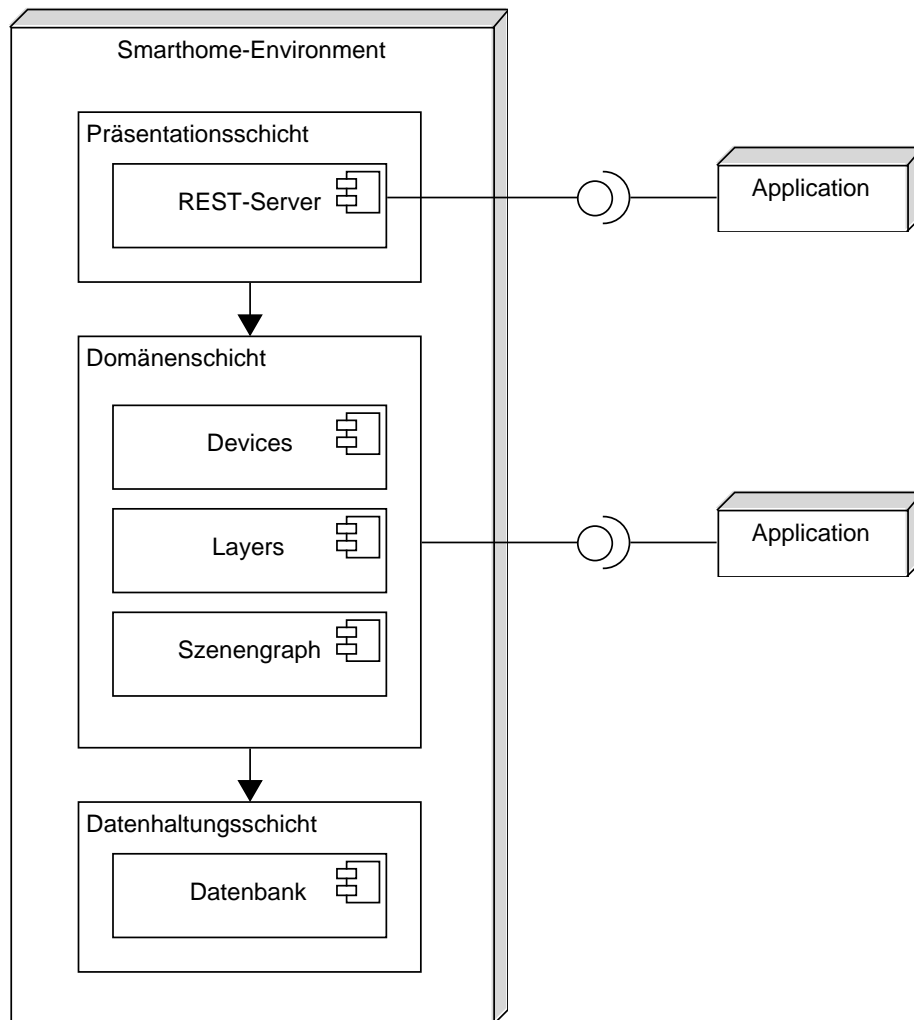 Smarthome-Environment
Präsentationsschicht
REST-Server
Application
Domänenschicht
Devices
Layers
Application
Szenengraph
Datenhaltungsschicht
Datenbank